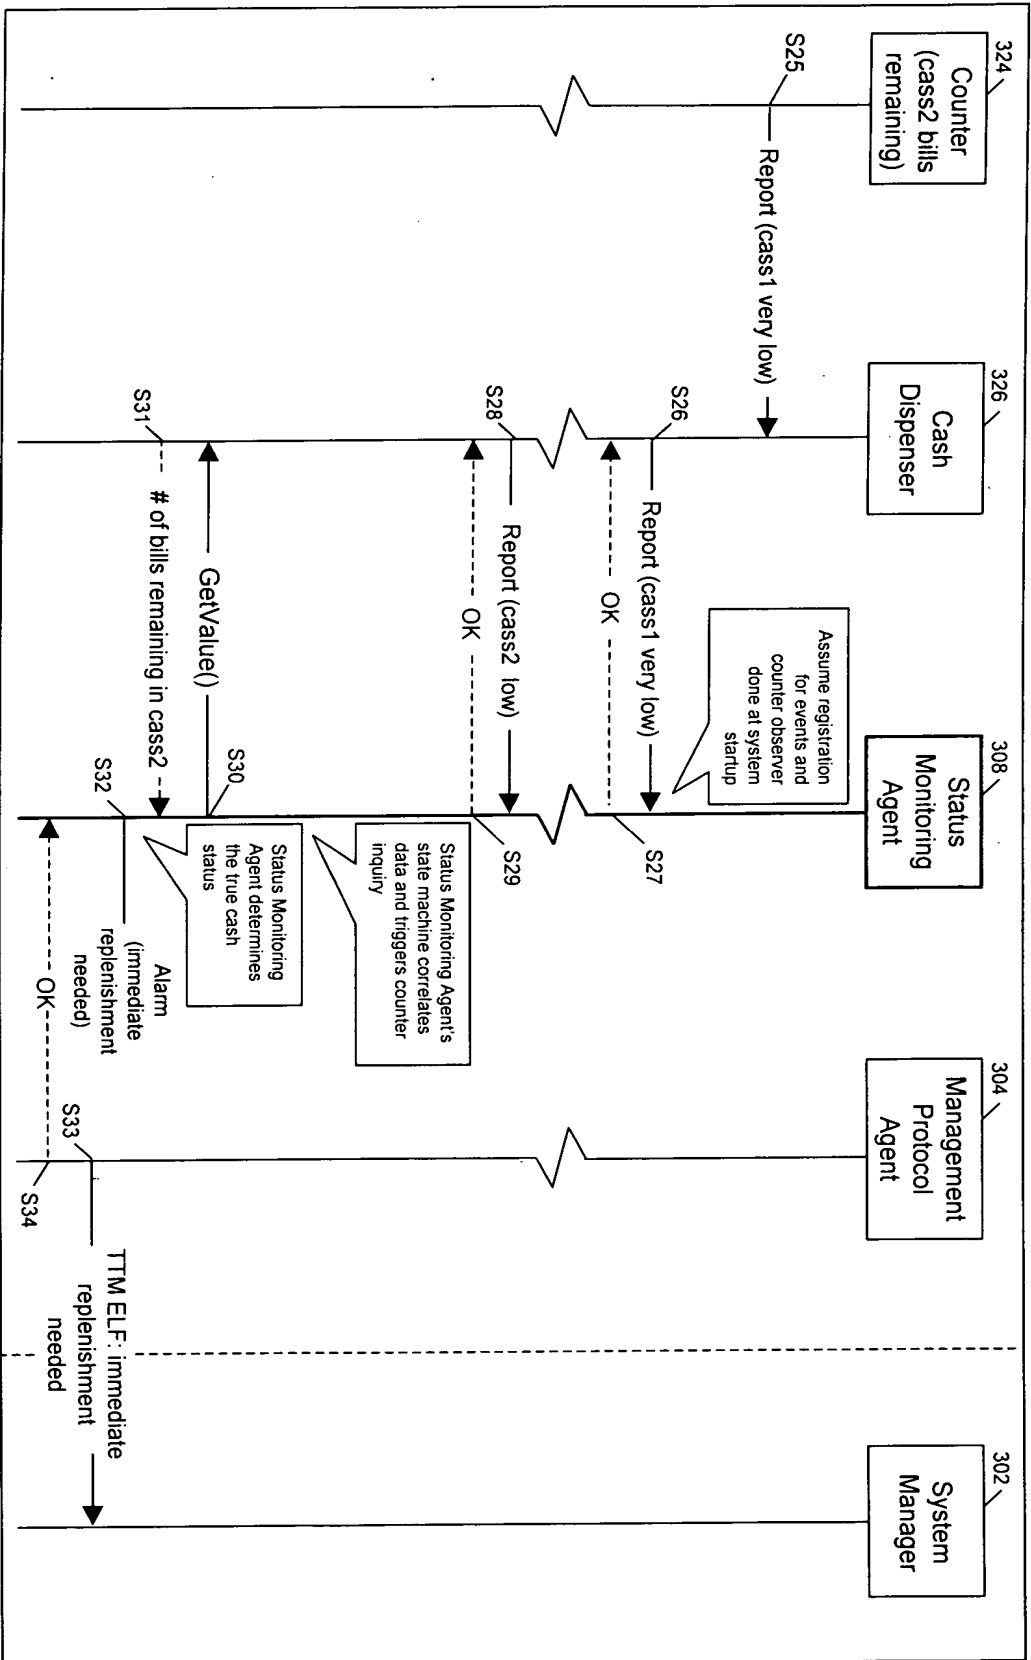 324
Counter
(cass2 bills
remaining)
326
Cash
Dispenser
308
Status
Monitoring
Agent
304
Management
Protocol
Agent
302
System
Manager
S25
Report (cass1 very low)
Assume registration
for events and
counter observer
done at system
startup
S26
Report (cass1 very low)
S27
OK
S28
Report (cass2 low)
S29
OK
Status Monitoring Agent's
state machine correlates
data and triggers counter
inquiry
S30
GetValue()
Status Monitoring
Agent determines
the true cash
status
S31
# of bills remaining in cass2
S32
Alarm
(immediate
replenishment
needed)
S33
TTM ELF: immediate
replenishment
needed
OK
S34